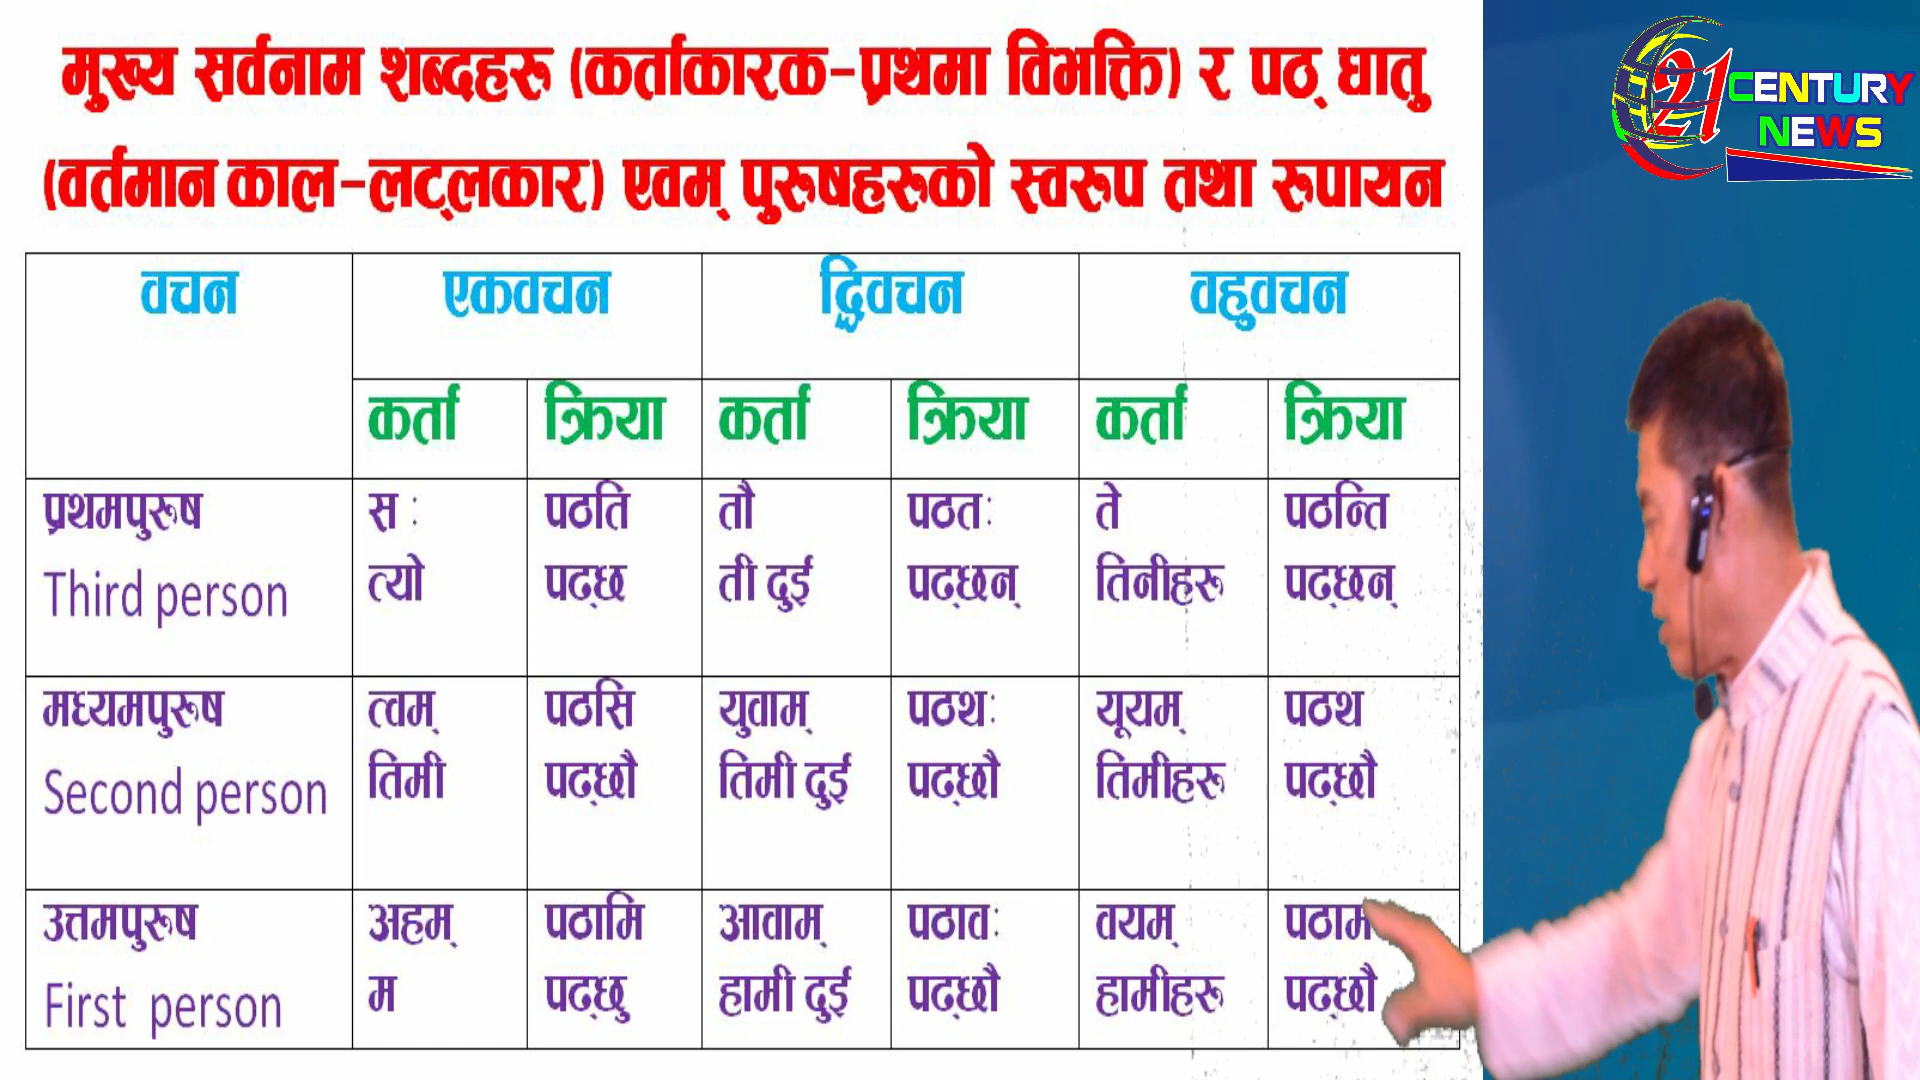 मुख्य सर्वनाम शब्दहरु (कर्ताकारक-प्रथमा विभक्ति) र पठ् धातु
(वर्तमान काल-लट्लकार) एवम् पुरुषहरुको स्वरुप तथा रुपायन
वचन एकवचन द्विवचन वहुवचन
कर्ता क्रिया कर्ता क्रिया कर्ता क्रिया
प्रथमपुरूष स : पठति तौ पठतः ते पठन्ति
Third person त्यो पढ्छ ती दुई पढ्छन् तिनीहरू पढ्छन्
मध्यमपुरूष त्वम् पठसि युवाम् पठथः यूयम् पठथ
Second person तिमी पढ्छौ तिमी दुई पढ्छौ तिमीहरू पढ्छौ
उत्तमपुरूष अहम् पठामि आवाम् पठावः वयम् पठाम
First person म पढ्छु हामी दुई पढ्छौ हामीहरू पढ्छौ
21 CENTURY
NEWS